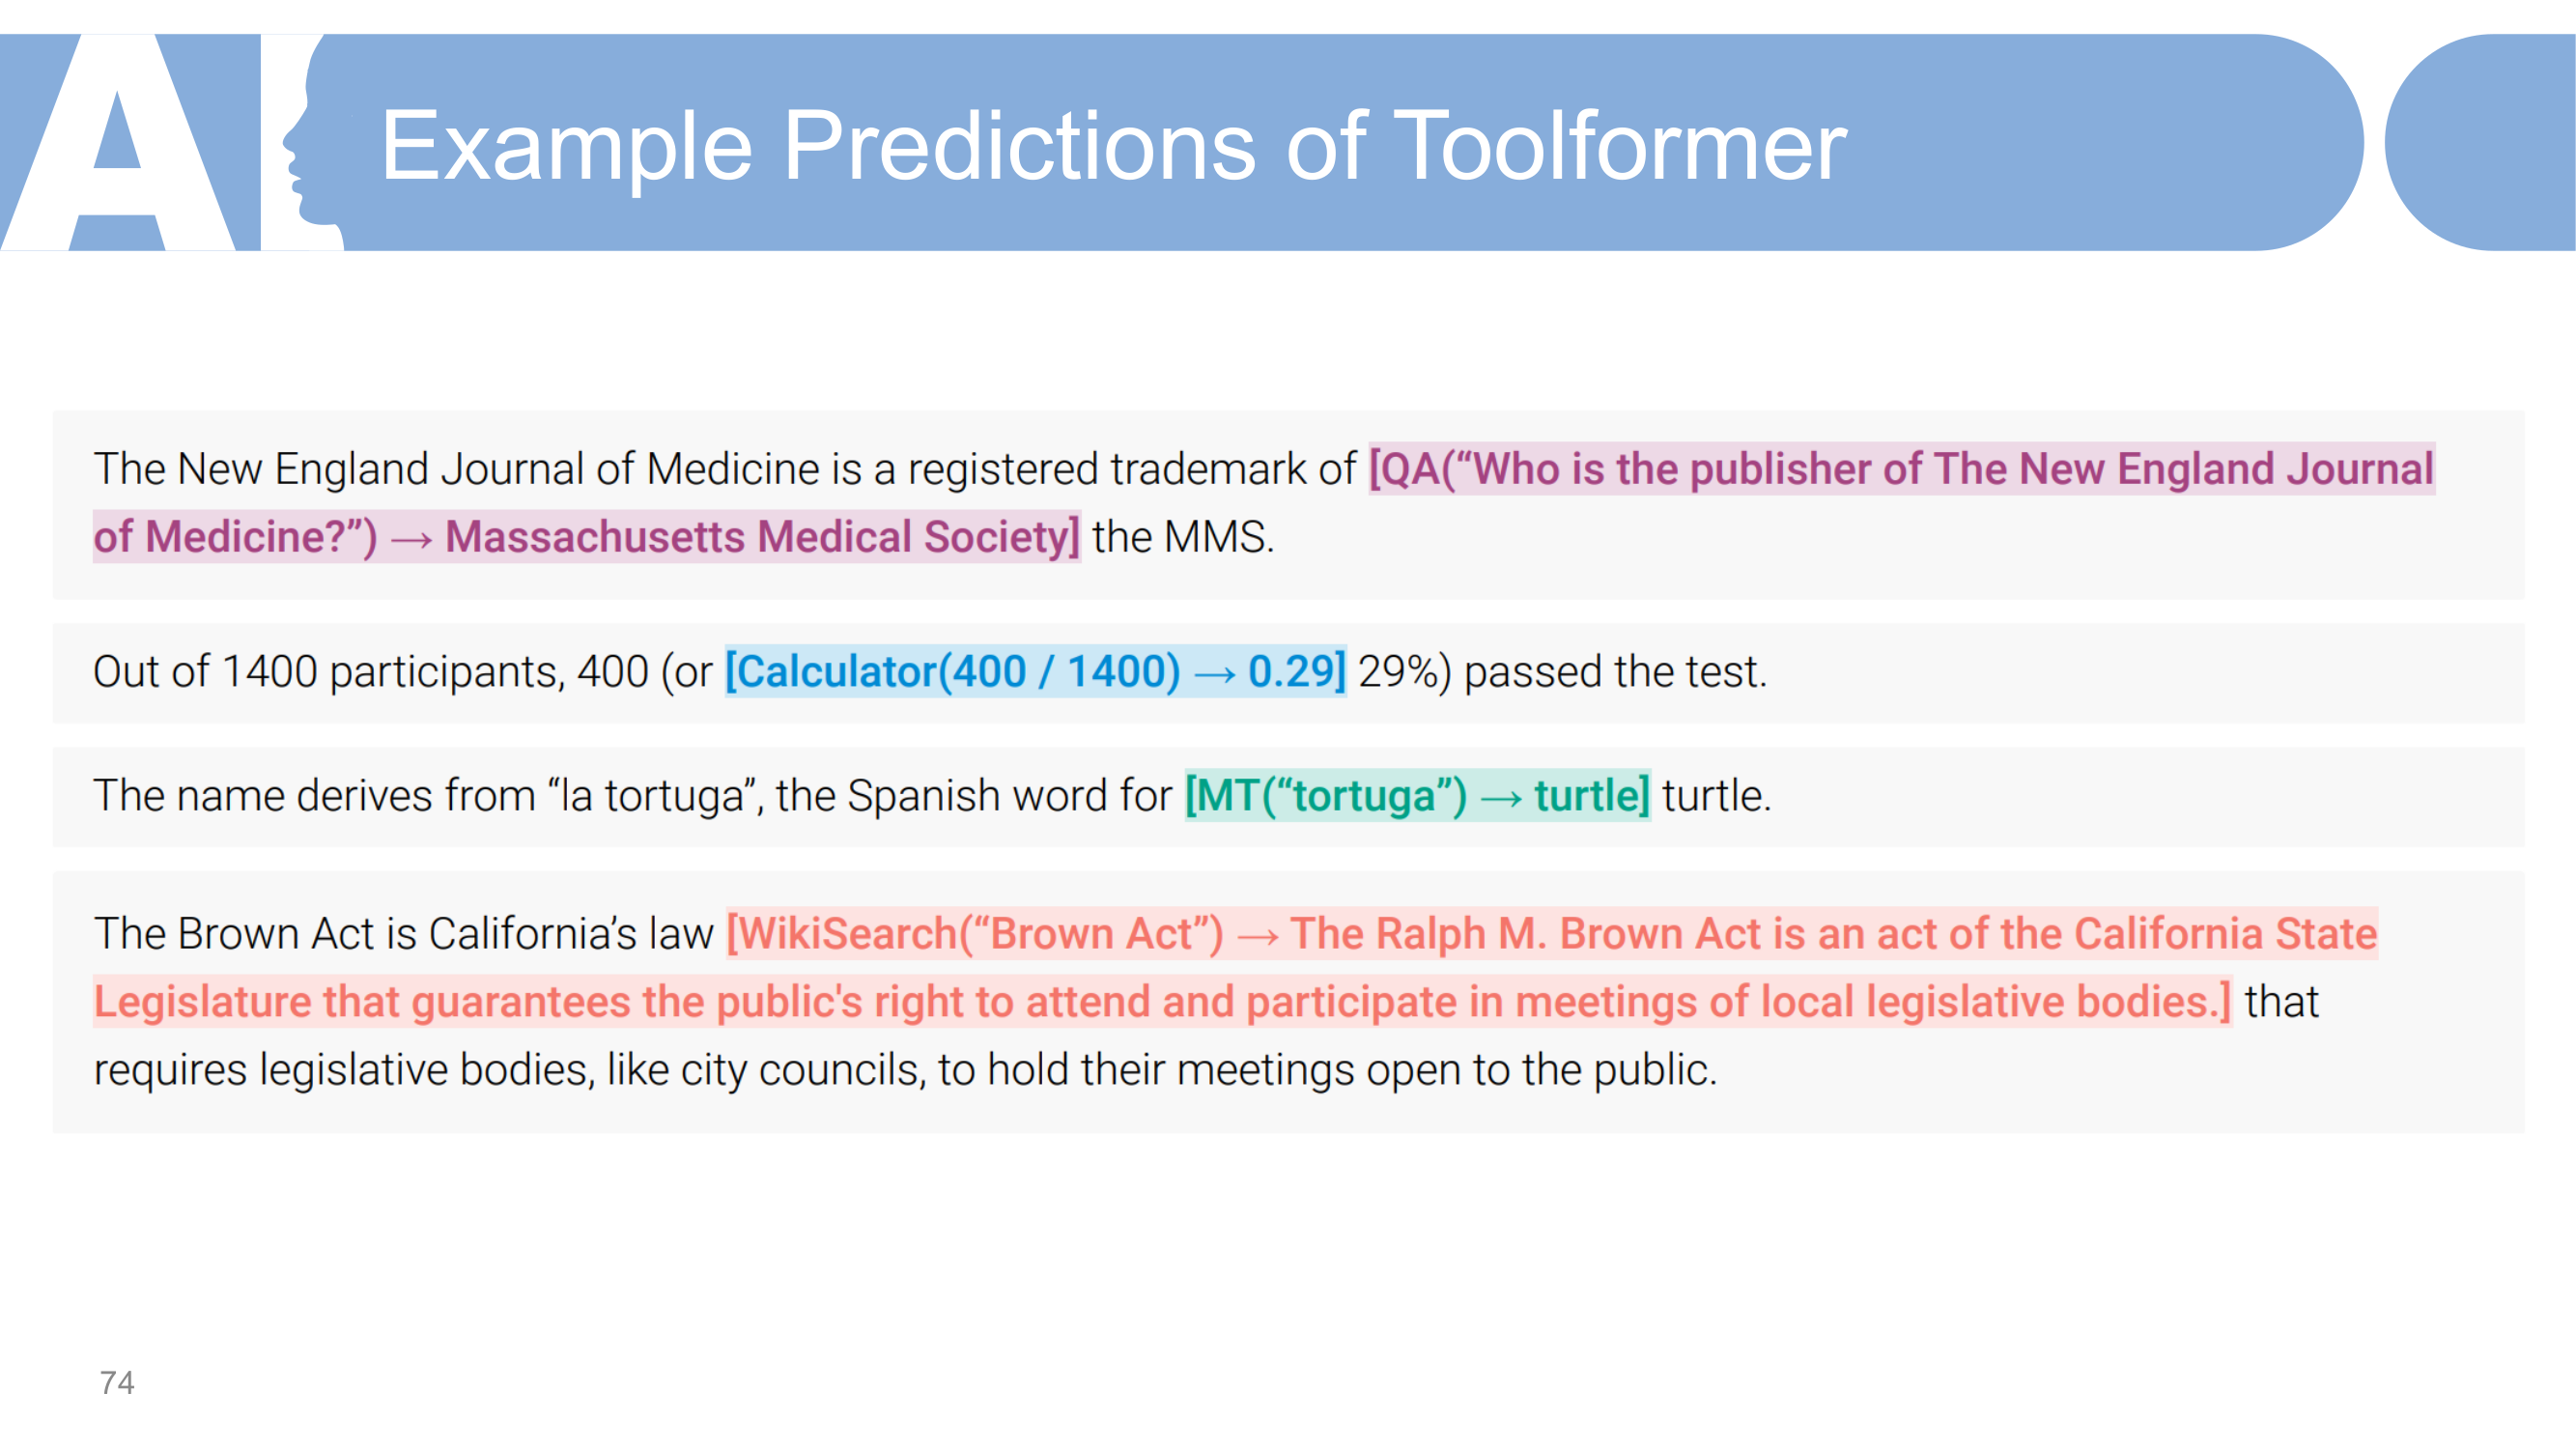 AI
Example Predictions of Toolformer
The New England Journal of Medicine is a registered trademark of [QA(“Who is the publisher of The New England Journal
of Medicine?”) → Massachusetts Medical Society] the MMS.
Out of 1400 participants, 400 (or [Calculator(400 / 1400) → 0.29] 29%) passed the test.
The name derives from “la tortuga”, the Spanish word for [MT(“tortuga”) → turtle] turtle.
The Brown Act is California’s law [WikiSearch(“Brown Act”) → The Ralph M. Brown Act is an act of the California State
Legislature that guarantees the public's right to attend and participate in meetings of local legislative bodies.] that
requires legislative bodies, like city councils, to hold their meetings open to the public.
74